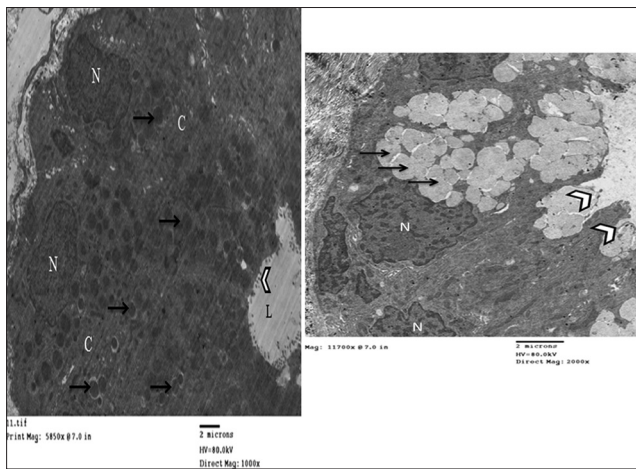 N
C
N
L
C
11.tif
Print Mag: 5850x@7.0 in
2 microns
HV=80.0kV
Direct Mag: 1000x
N
N
Mag: 11700x@7.0 in
2 microns
HV=80.0kV
Direct Mag: 2000x